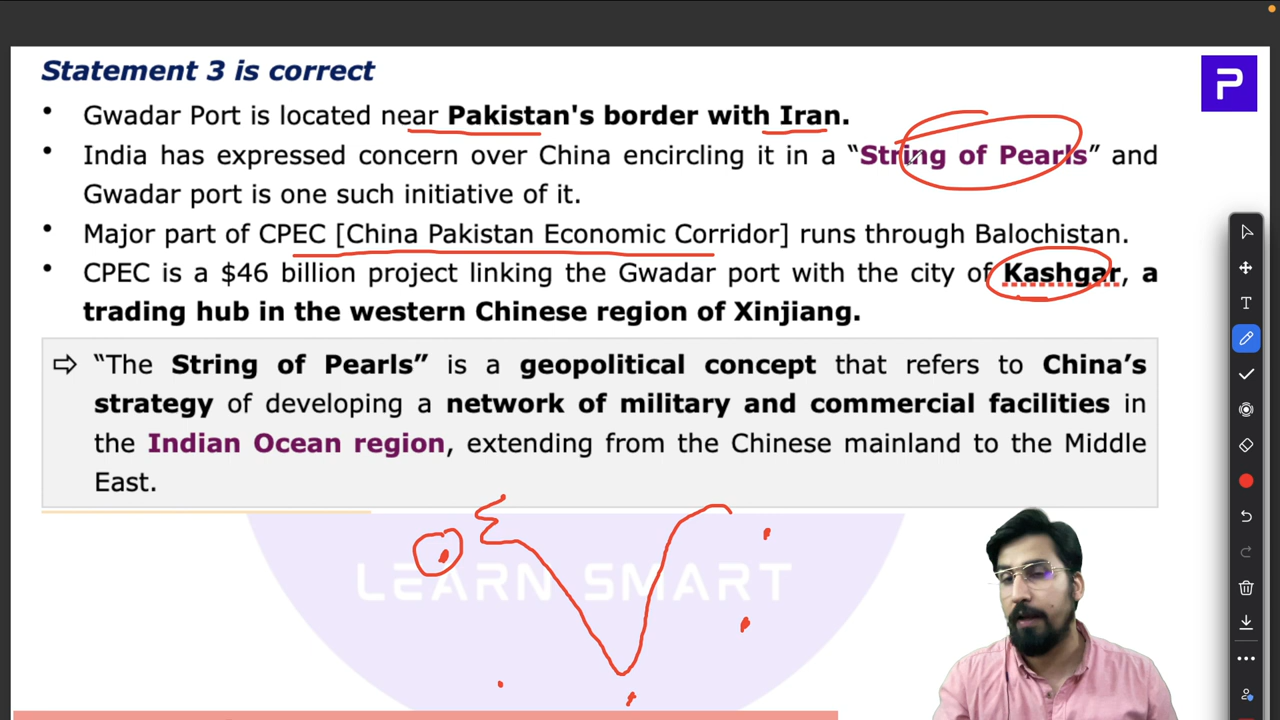 Statement 3 is correct
P
• Gwadar Port is located near Pakistan's border with Iran.
• India has expressed concern over China encircling it in a “String of Pearls” and
Gwadar port is one such initiative of it.
• Major part of CPEC [China Pakistan Economic Corridor] runs through Balochistan.
• CPEC is a $46 billion project linking the Gwadar port with the city of Kashgar, a
trading hub in the western Chinese region of Xinjiang.
⇨ “The String of Pearls” is a geopolitical concept that refers to China’s
strategy of developing a network of military and commercial facilities in
the Indian Ocean region, extending from the Chinese mainland to the Middle
East.
LEARN SMART
T